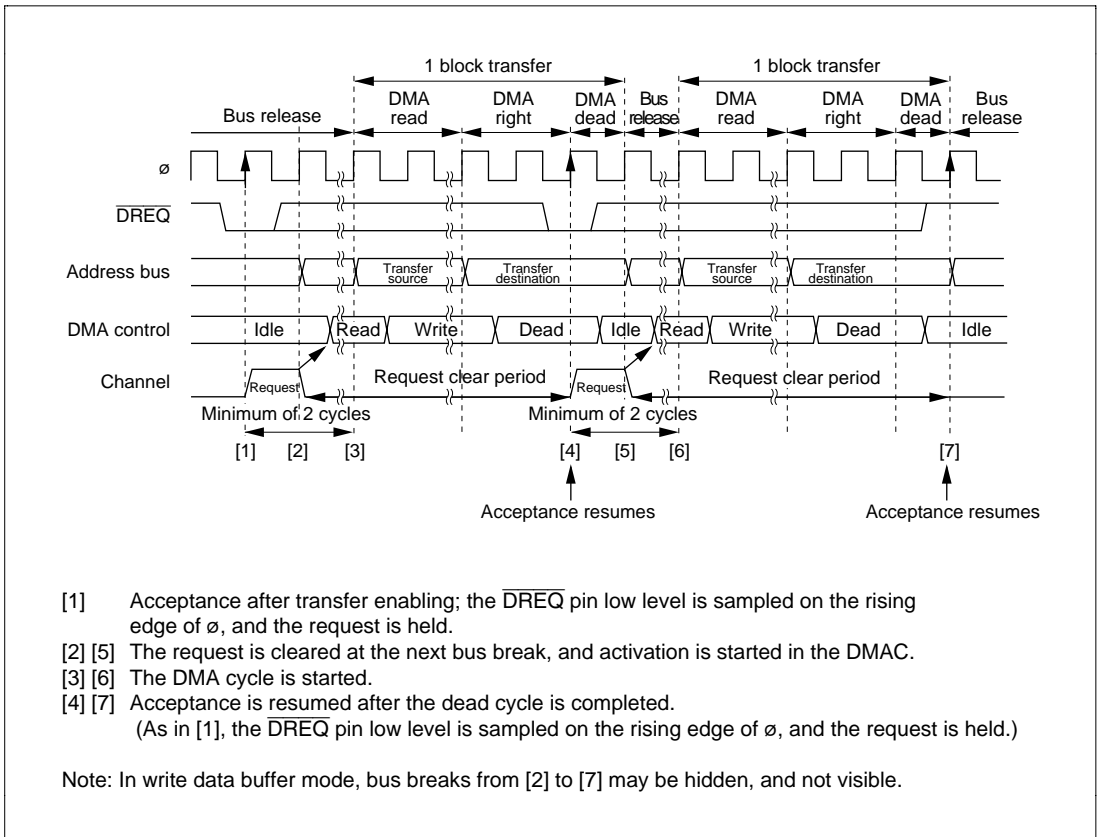 1 block transfer 1 block transfer
Bus release DMA read DMA right DMA dead Bus release DMA read DMA right DMA dead Bus release
ø
DREQ
Address bus Transfer source Transfer destination Transfer source Transfer destination
DMA control Idle Read Write Dead Idle Read Write Dead Idle
Channel Request Request clear period Request Request clear period
Minimum of 2 cycles Minimum of 2 cycles
[1] [2] [3] [4] [5] [6] [7]
Acceptance resumes Acceptance resumes
[1] Acceptance after transfer enabling; the DREQ pin low level is sampled on the rising
edge of ø, and the request is held.
[2] [5] The request is cleared at the next bus break, and activation is started in the DMAC.
[3] [6] The DMA cycle is started.
[4] [7] Acceptance is resumed after the dead cycle is completed.
(As in [1], the DREQ pin low level is sampled on the rising edge of ø, and the request is held.)
Note: In write data buffer mode, bus breaks from [2] to [7] may be hidden, and not visible.